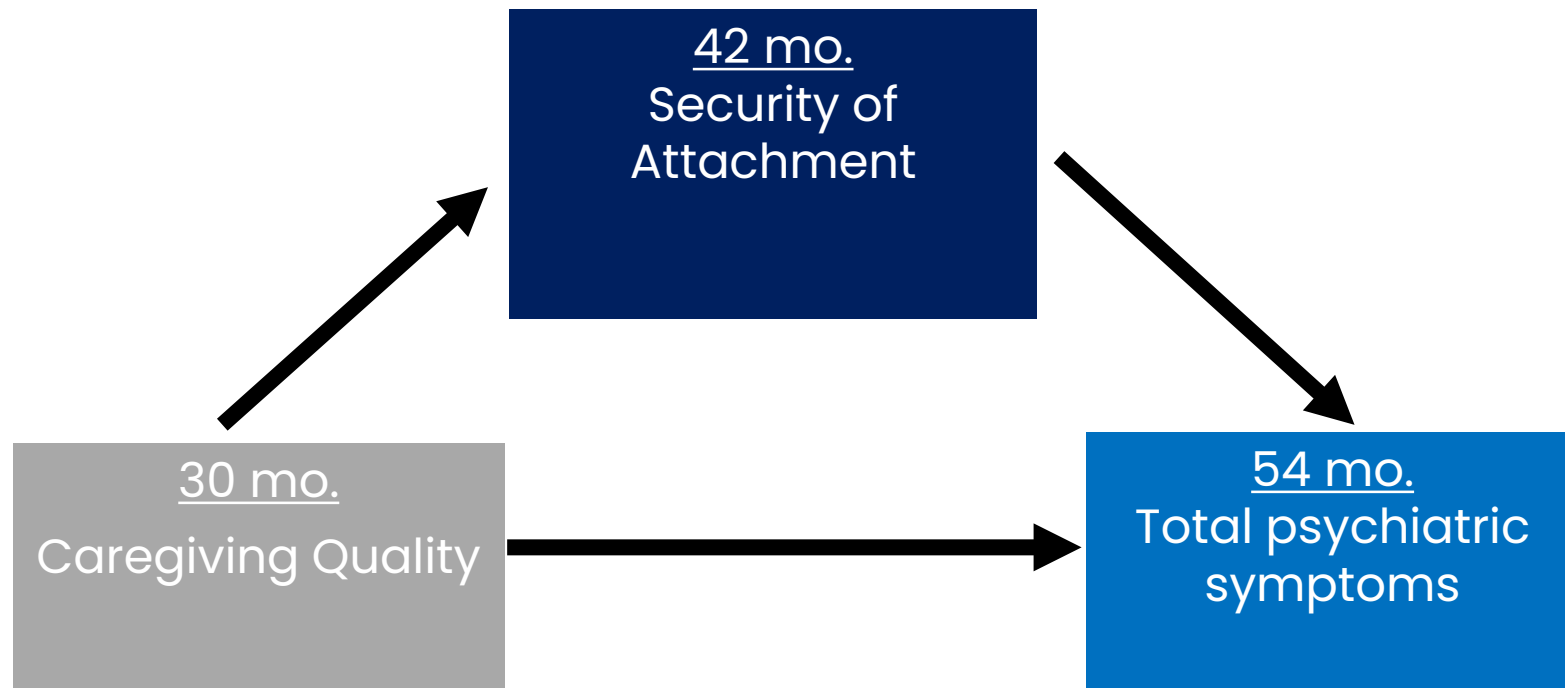 42 mo.
Security of
Attachment
30 mo.
Caregiving Quality
54 mo.
Total psychiatric
symptoms